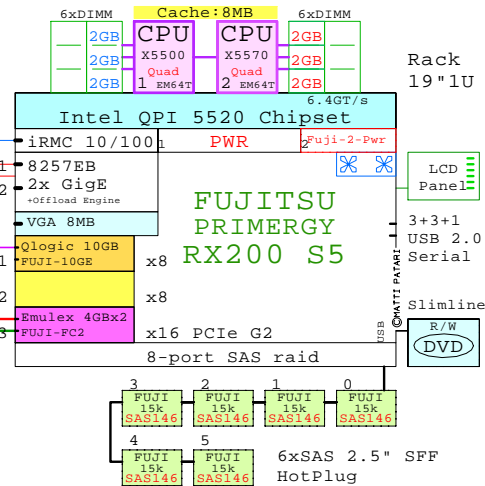 6xDIMM
Cache:8MB
6xDIMM
2GB
CPU
CPU
2GB
Rack
19"1U
2GB
X5500
X5570
2GB
Quad
Quad
2GB
1 EM64T
2 EM64T
2GB
6.4GT/s
Intel QPI 5520 Chipset
iRMC 10/100
1
PWR
2
Fuji-2-Pwr
1
8257EB
2
2x GigE
+Offload Engine
LCD
Panel
VGA 8MB
FUJITSU
PRIMERGY
RX200 S5
3+3+1
USB 2.0
Serial
Qlogic 10GB
1
FUJI-10GE
x8
2
x8
©MATTI PATARI
Slimline
Emulex 4GBx2
3
FUJI-FC2
x16 PCIe G2
USB
R/W
DVD
8-port SAS raid
3
2
1
0
FUJI
15k
SAS146
FUJI
15k
SAS146
FUJI
15k
SAS146
FUJI
15k
SAS146
4
5
FUJI
15k
SAS146
FUJI
15k
SAS146
6xSAS 2.5" SFF
HotPlug